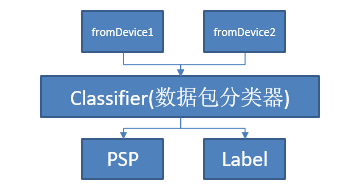 fromDevice1
fromDevice2
Classifier(数据包分类器)
PSP
Label